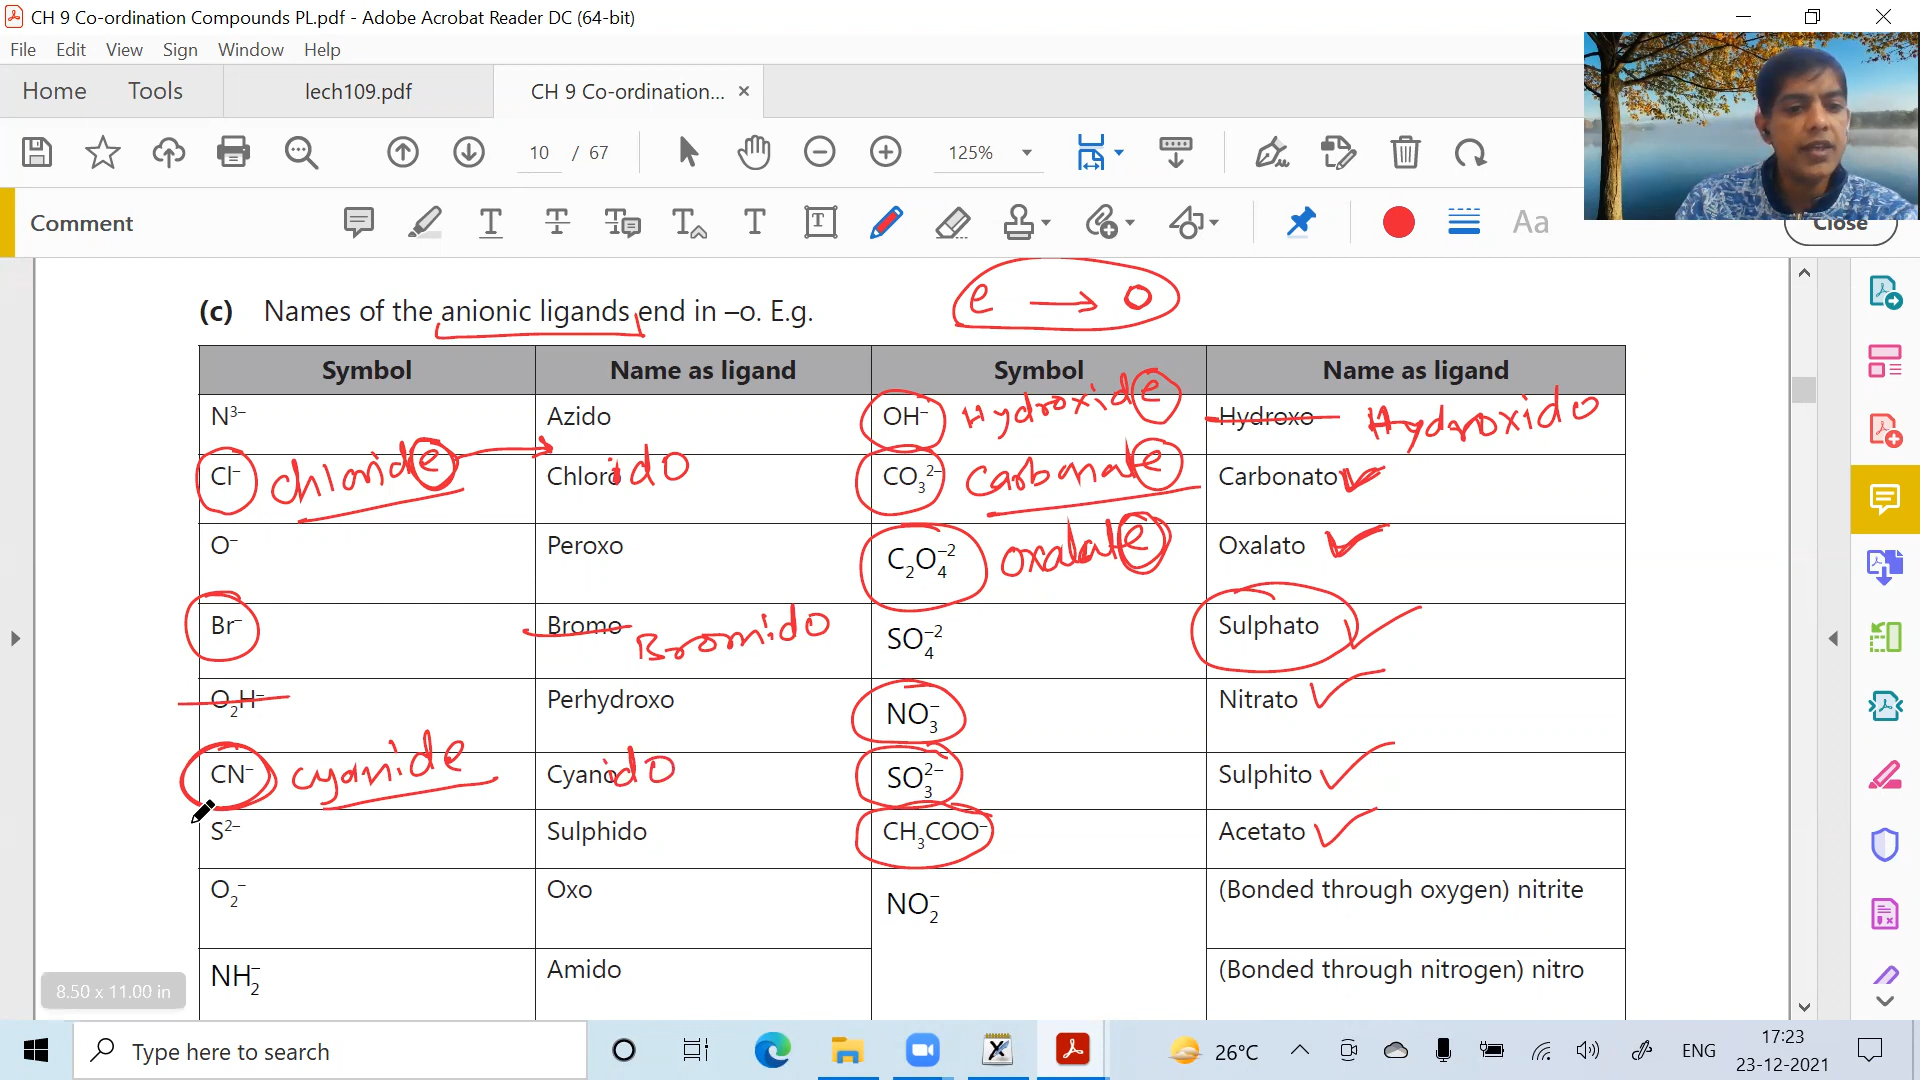 CH 9 Co-ordination Compounds PL.pdf - Adobe Acrobat Reader DC (64-bit)
File Edit View Sign Window Help
Home Tools lech109.pdf CH 9 Co-ordination... ×
10 / 67 125%
Comment Aa Close
e → o
(c) Names of the anionic ligands end in –o. E.g.
Symbol Name as ligand Symbol Name as ligand
N³⁻ Azido OH⁻ Hydroxide Hydroxo Hydroxido
Cl⁻ chloride Chloroido CO₃²⁻ Carbonate Carbonato
O⁻ Peroxo C₂O₄⁻² oxalate Oxalato
Br⁻ Bromo Bromido SO₄⁻² Sulphato
O₂H⁻ Perhydroxo NO₃⁻ Nitrato
CN⁻ cyanide Cyanoido SO₃²⁻ Sulphito
S²⁻ Sulphido CH₃COO⁻ Acetato
O₂⁻ Oxo NO₂⁻ (Bonded through oxygen) nitrite
NH₂⁻ Amido (Bonded through nitrogen) nitro
8.50 x 11.00 in
Type here to search 26°C ENG 17:23
23-12-2021